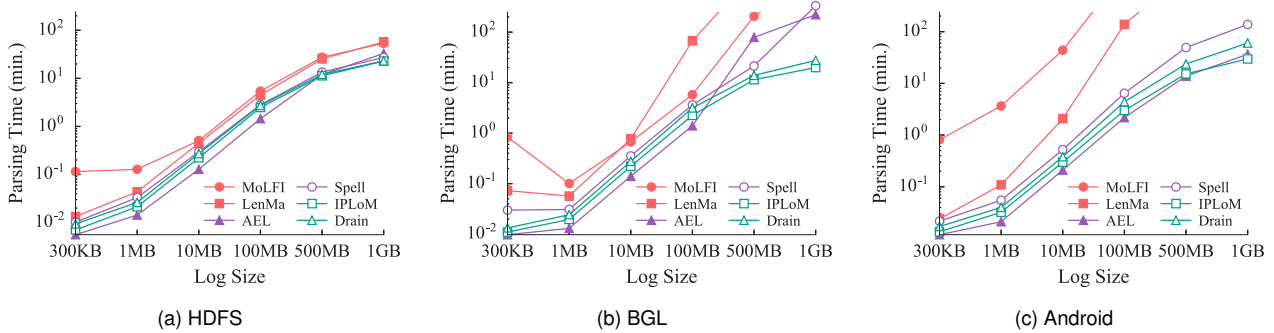 Parsing Time (min.)
10^2
10^1
10^0
10^-1
10^-2
MoLFI
LenMa
AEL
Spell
IPLoM
Drain
300KB 1MB 10MB 100MB 500MB 1GB
Log Size
(a) HDFS
Parsing Time (min.)
10^2
10^1
10^0
10^-1
10^-2
MoLFI
LenMa
AEL
Spell
IPLoM
Drain
300KB 1MB 10MB 100MB 500MB 1GB
Log Size
(b) BGL
Parsing Time (min.)
10^2
10^1
10^0
10^-1
MoLFI
LenMa
AEL
Spell
IPLoM
Drain
300KB 1MB 10MB 100MB 500MB 1GB
Log Size
(c) Android